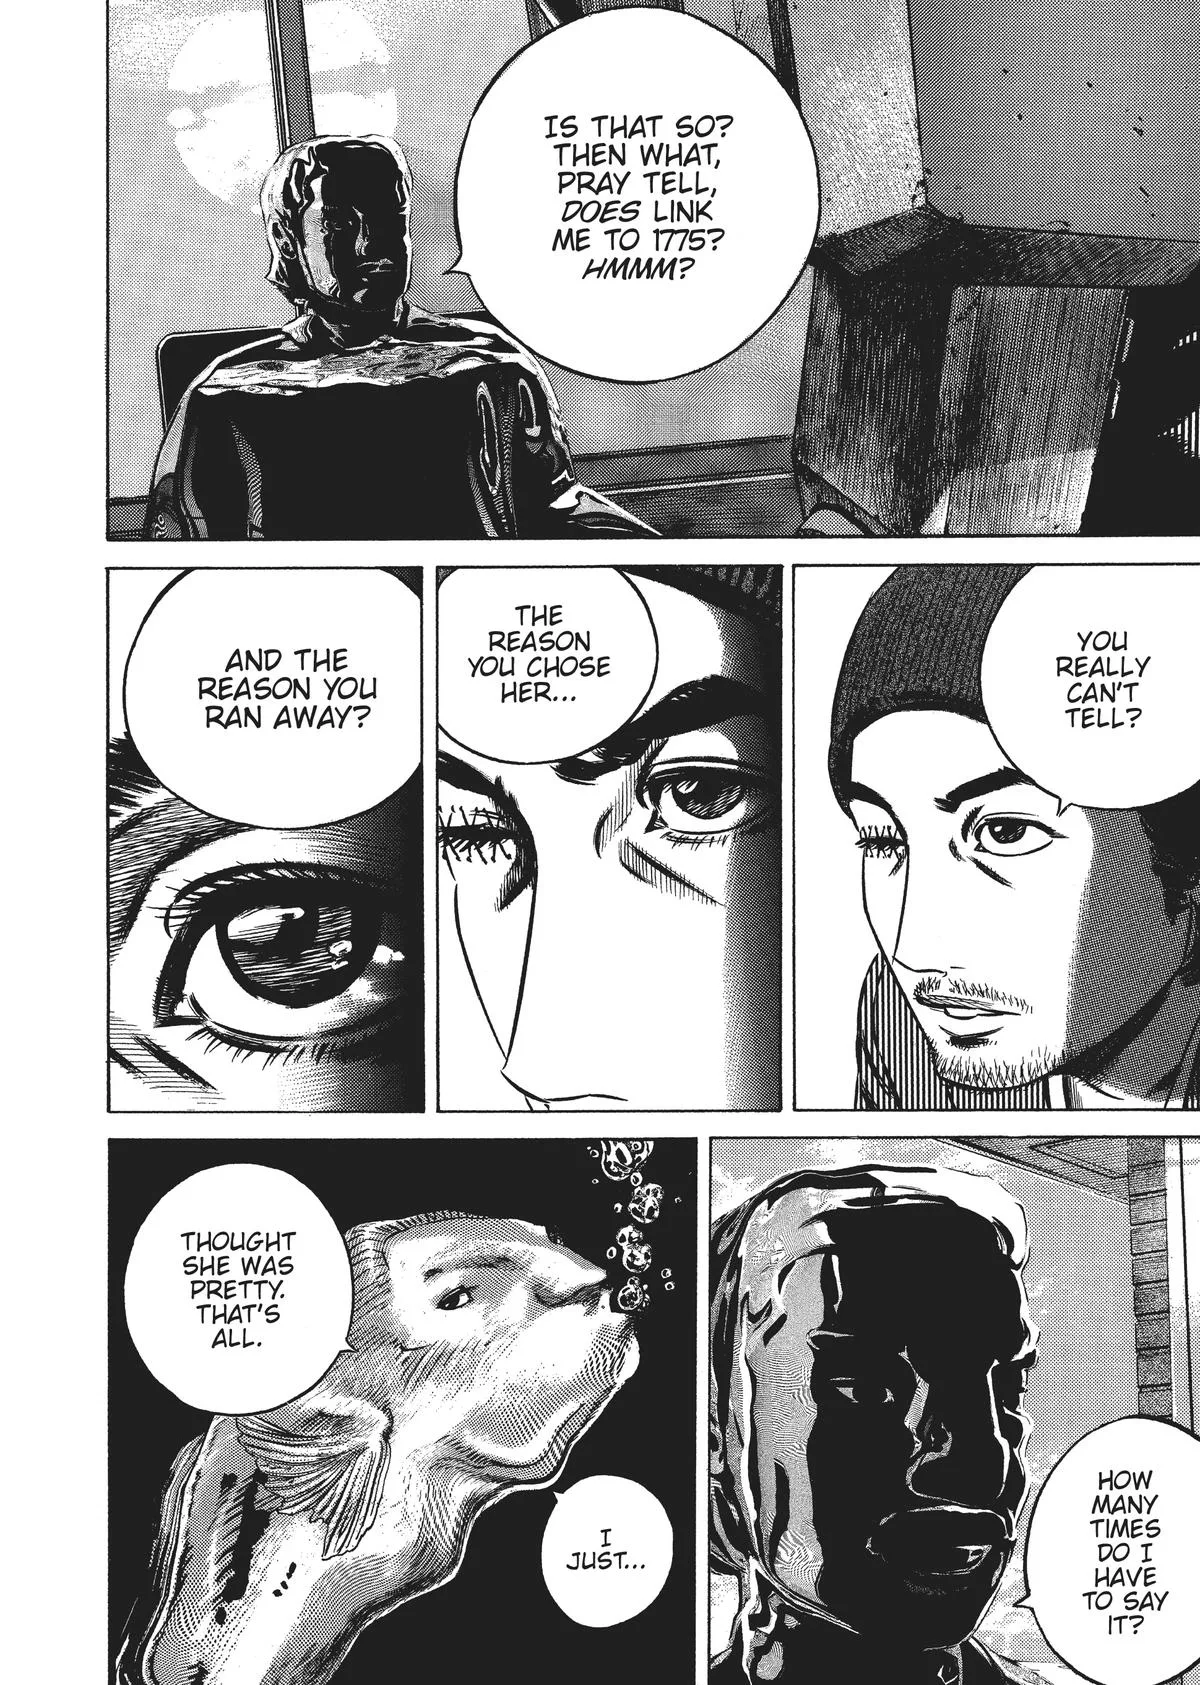 IS THAT SO?
THEN WHAT,
PRAY TELL,
DOES LINK
ME TO 1775?
HMMM?
YOU
REALLY
CAN'T
TELL?
THE
REASON
YOU CHOSE
HER...
AND THE
REASON YOU
RAN AWAY?
HOW
MANY
TIMES
DO I
HAVE
TO SAY
IT?
I
JUST...
THOUGHT
SHE WAS
PRETTY.
THAT'S
ALL.